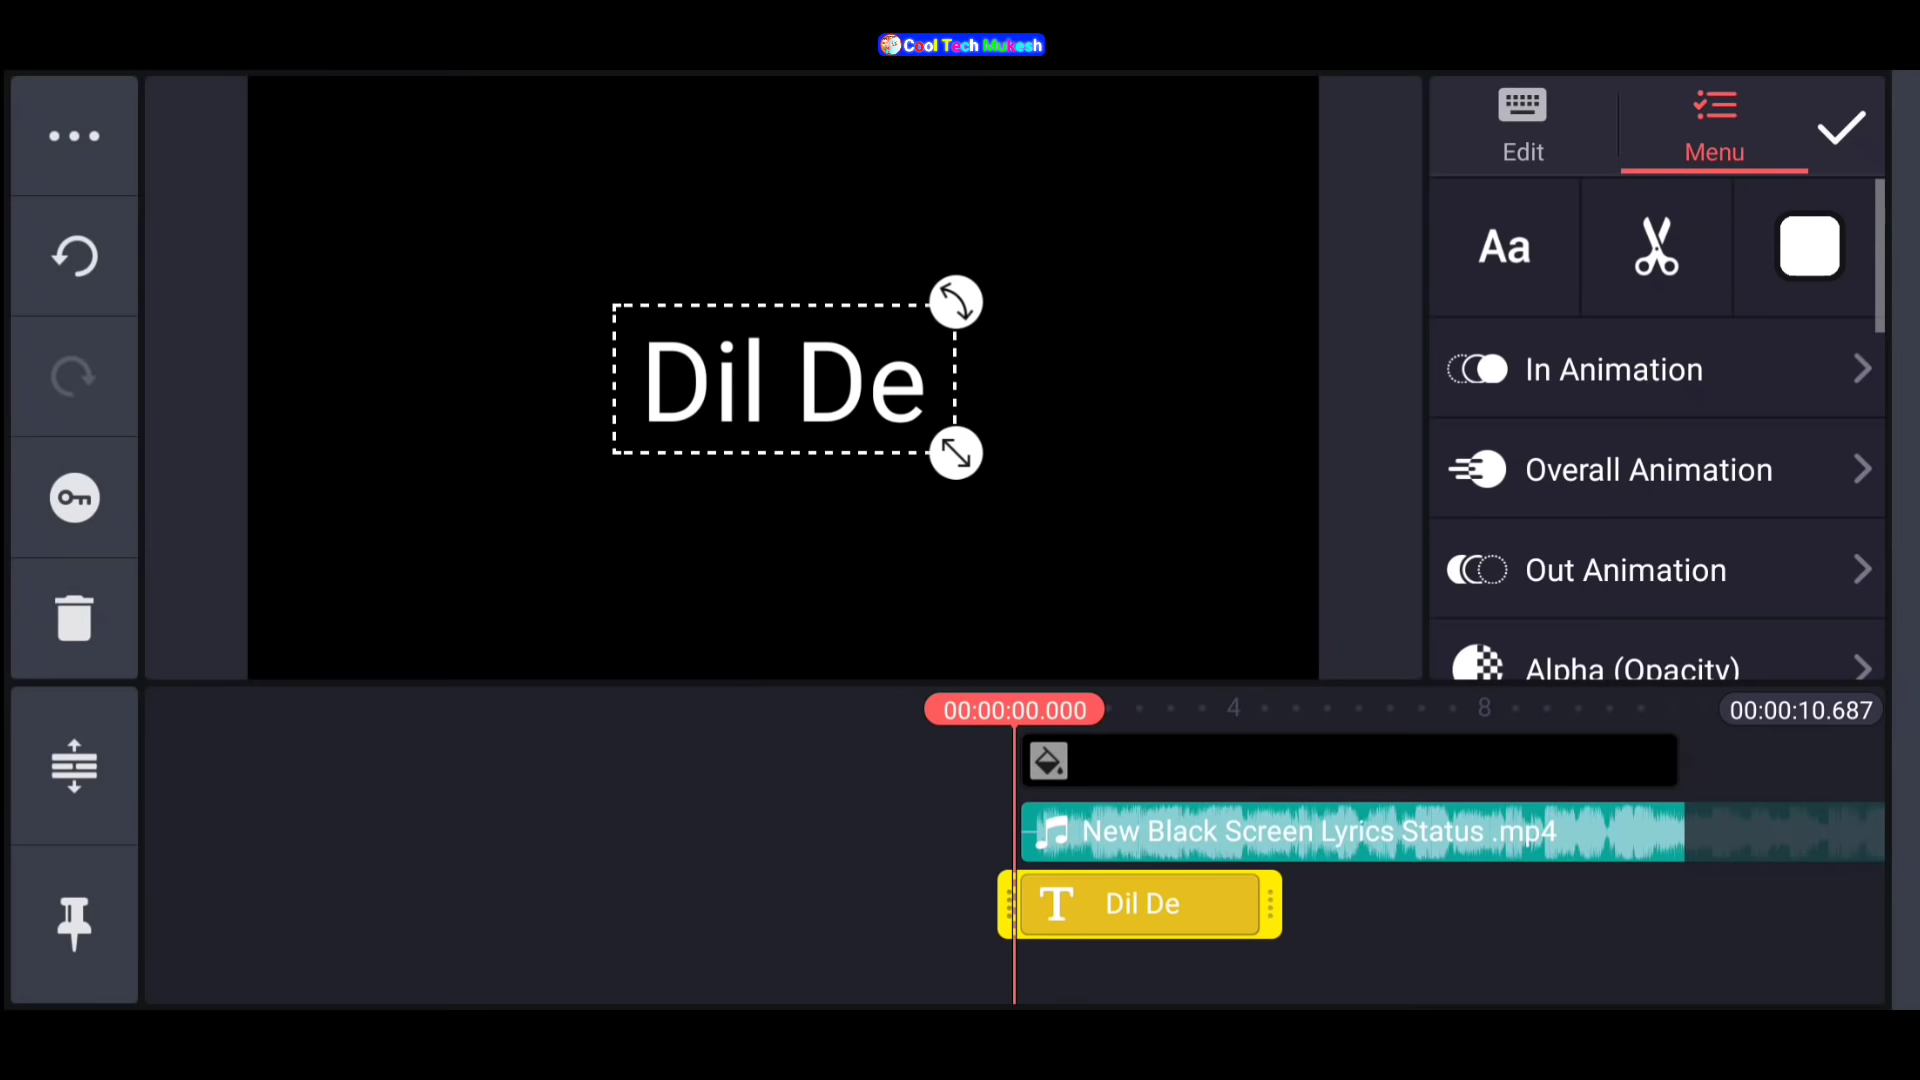 Cool Tech Mukesh
Edit
Menu
Aa
Dil De
In Animation
Overall Animation
Out Animation
Alpha (Opacity)
00:00:00.000
4
8
00:00:10.687
New Black Screen Lyrics Status .mp4
T Dil De